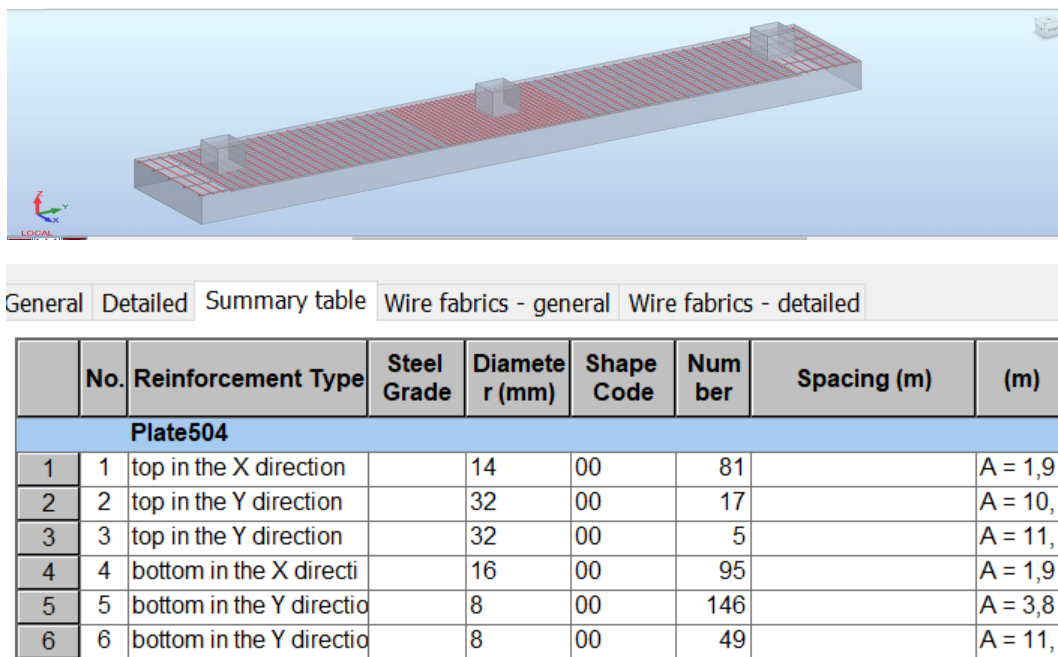 Z
Y
X
LOCAL
General Detailed Summary table Wire fabrics - general Wire fabrics - detailed
No. Reinforcement Type Steel Grade Diamete r (mm) Shape Code Num ber Spacing (m) (m)
Plate504
1 1 top in the X direction 14 00 81 A = 1,9
2 2 top in the Y direction 32 00 17 A = 10,
3 3 top in the Y direction 32 00 5 A = 11,
4 4 bottom in the X directi 16 00 95 A = 1,9
5 5 bottom in the Y directio 8 00 146 A = 3,8
6 6 bottom in the Y directio 8 00 49 A = 11,